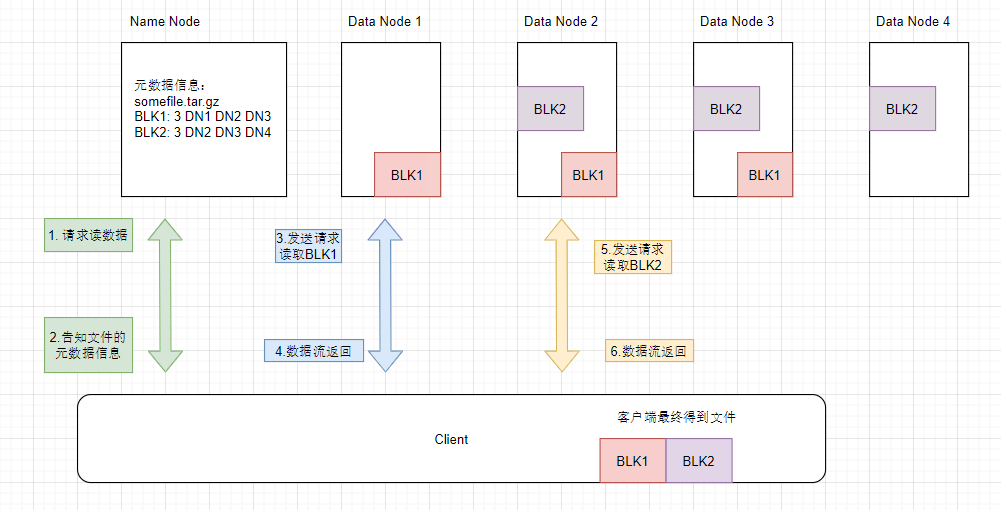 Name Node
Data Node 1
Data Node 2
Data Node 3
Data Node 4
元数据信息：
somefile.tar.gz
BLK1: 3 DN1 DN2 DN3
BLK2: 3 DN2 DN3 DN4
BLK1
BLK2
BLK1
BLK2
BLK1
BLK2
1. 请求读数据
2.告知文件的
元数据信息
3.发送请求
读取BLK1
4.数据流返回
5.发送请求
读取BLK2
6.数据流返回
Client
客户端最终得到文件
BLK1
BLK2